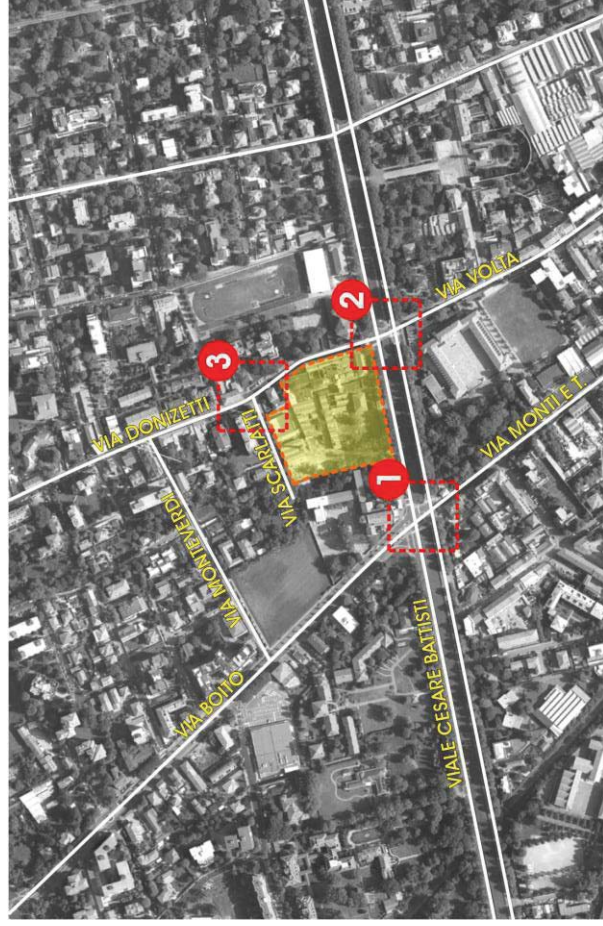 VIA DONIZETTI
3
VIA SCARLATTI
VIA MONTEVERDI
VIA BOITO
2
VIA VOLTA
1
VIA MONTI E T.
VIALE CESARE BATTISTI